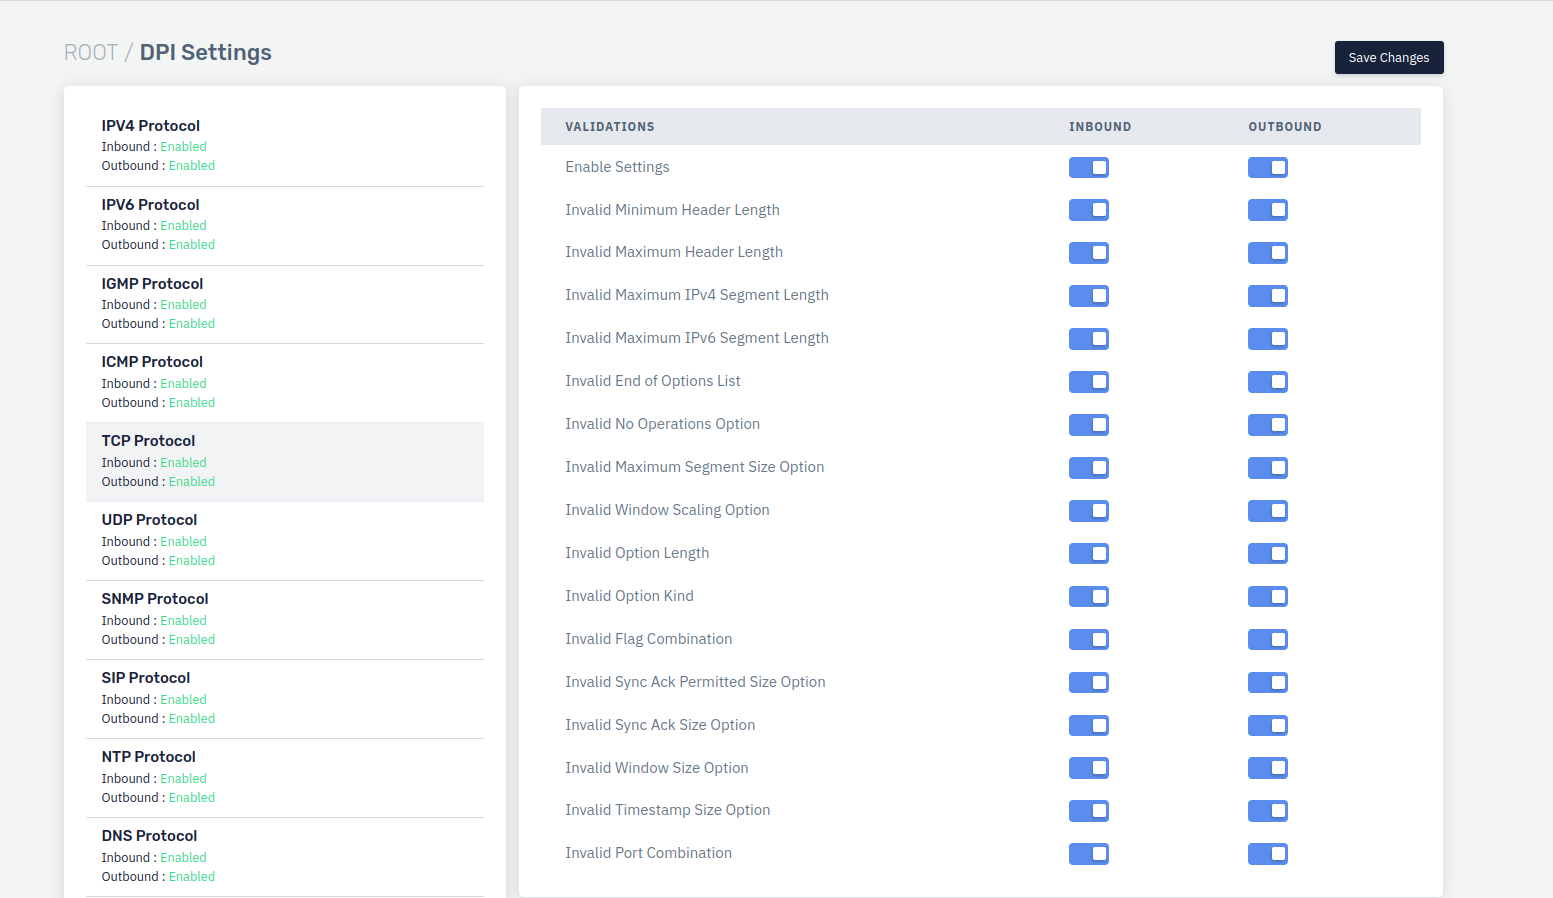 ROOT / DPI Settings
Save Changes
IPV4 Protocol
Inbound : Enabled
Outbound : Enabled
IPV6 Protocol
Inbound : Enabled
Outbound : Enabled
IGMP Protocol
Inbound : Enabled
Outbound : Enabled
ICMP Protocol
Inbound : Enabled
Outbound : Enabled
TCP Protocol
Inbound : Enabled
Outbound : Enabled
UDP Protocol
Inbound : Enabled
Outbound : Enabled
SNMP Protocol
Inbound : Enabled
Outbound : Enabled
SIP Protocol
Inbound : Enabled
Outbound : Enabled
NTP Protocol
Inbound : Enabled
Outbound : Enabled
DNS Protocol
Inbound : Enabled
Outbound : Enabled
VALIDATIONS INBOUND OUTBOUND
Enable Settings
Invalid Minimum Header Length
Invalid Maximum Header Length
Invalid Maximum IPv4 Segment Length
Invalid Maximum IPv6 Segment Length
Invalid End of Options List
Invalid No Operations Option
Invalid Maximum Segment Size Option
Invalid Window Scaling Option
Invalid Option Length
Invalid Option Kind
Invalid Flag Combination
Invalid Sync Ack Permitted Size Option
Invalid Sync Ack Size Option
Invalid Window Size Option
Invalid Timestamp Size Option
Invalid Port Combination